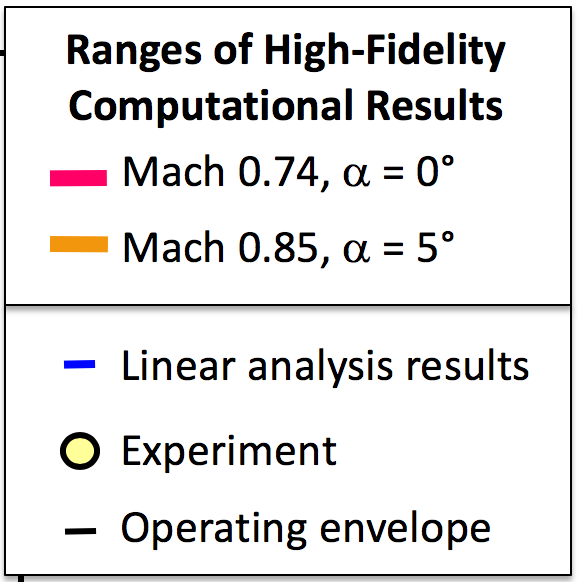 Ranges of High-Fidelity
Computational Results
Mach 0.74, α = 0°
Mach 0.85, α = 5°
Linear analysis results
Experiment
Operating envelope